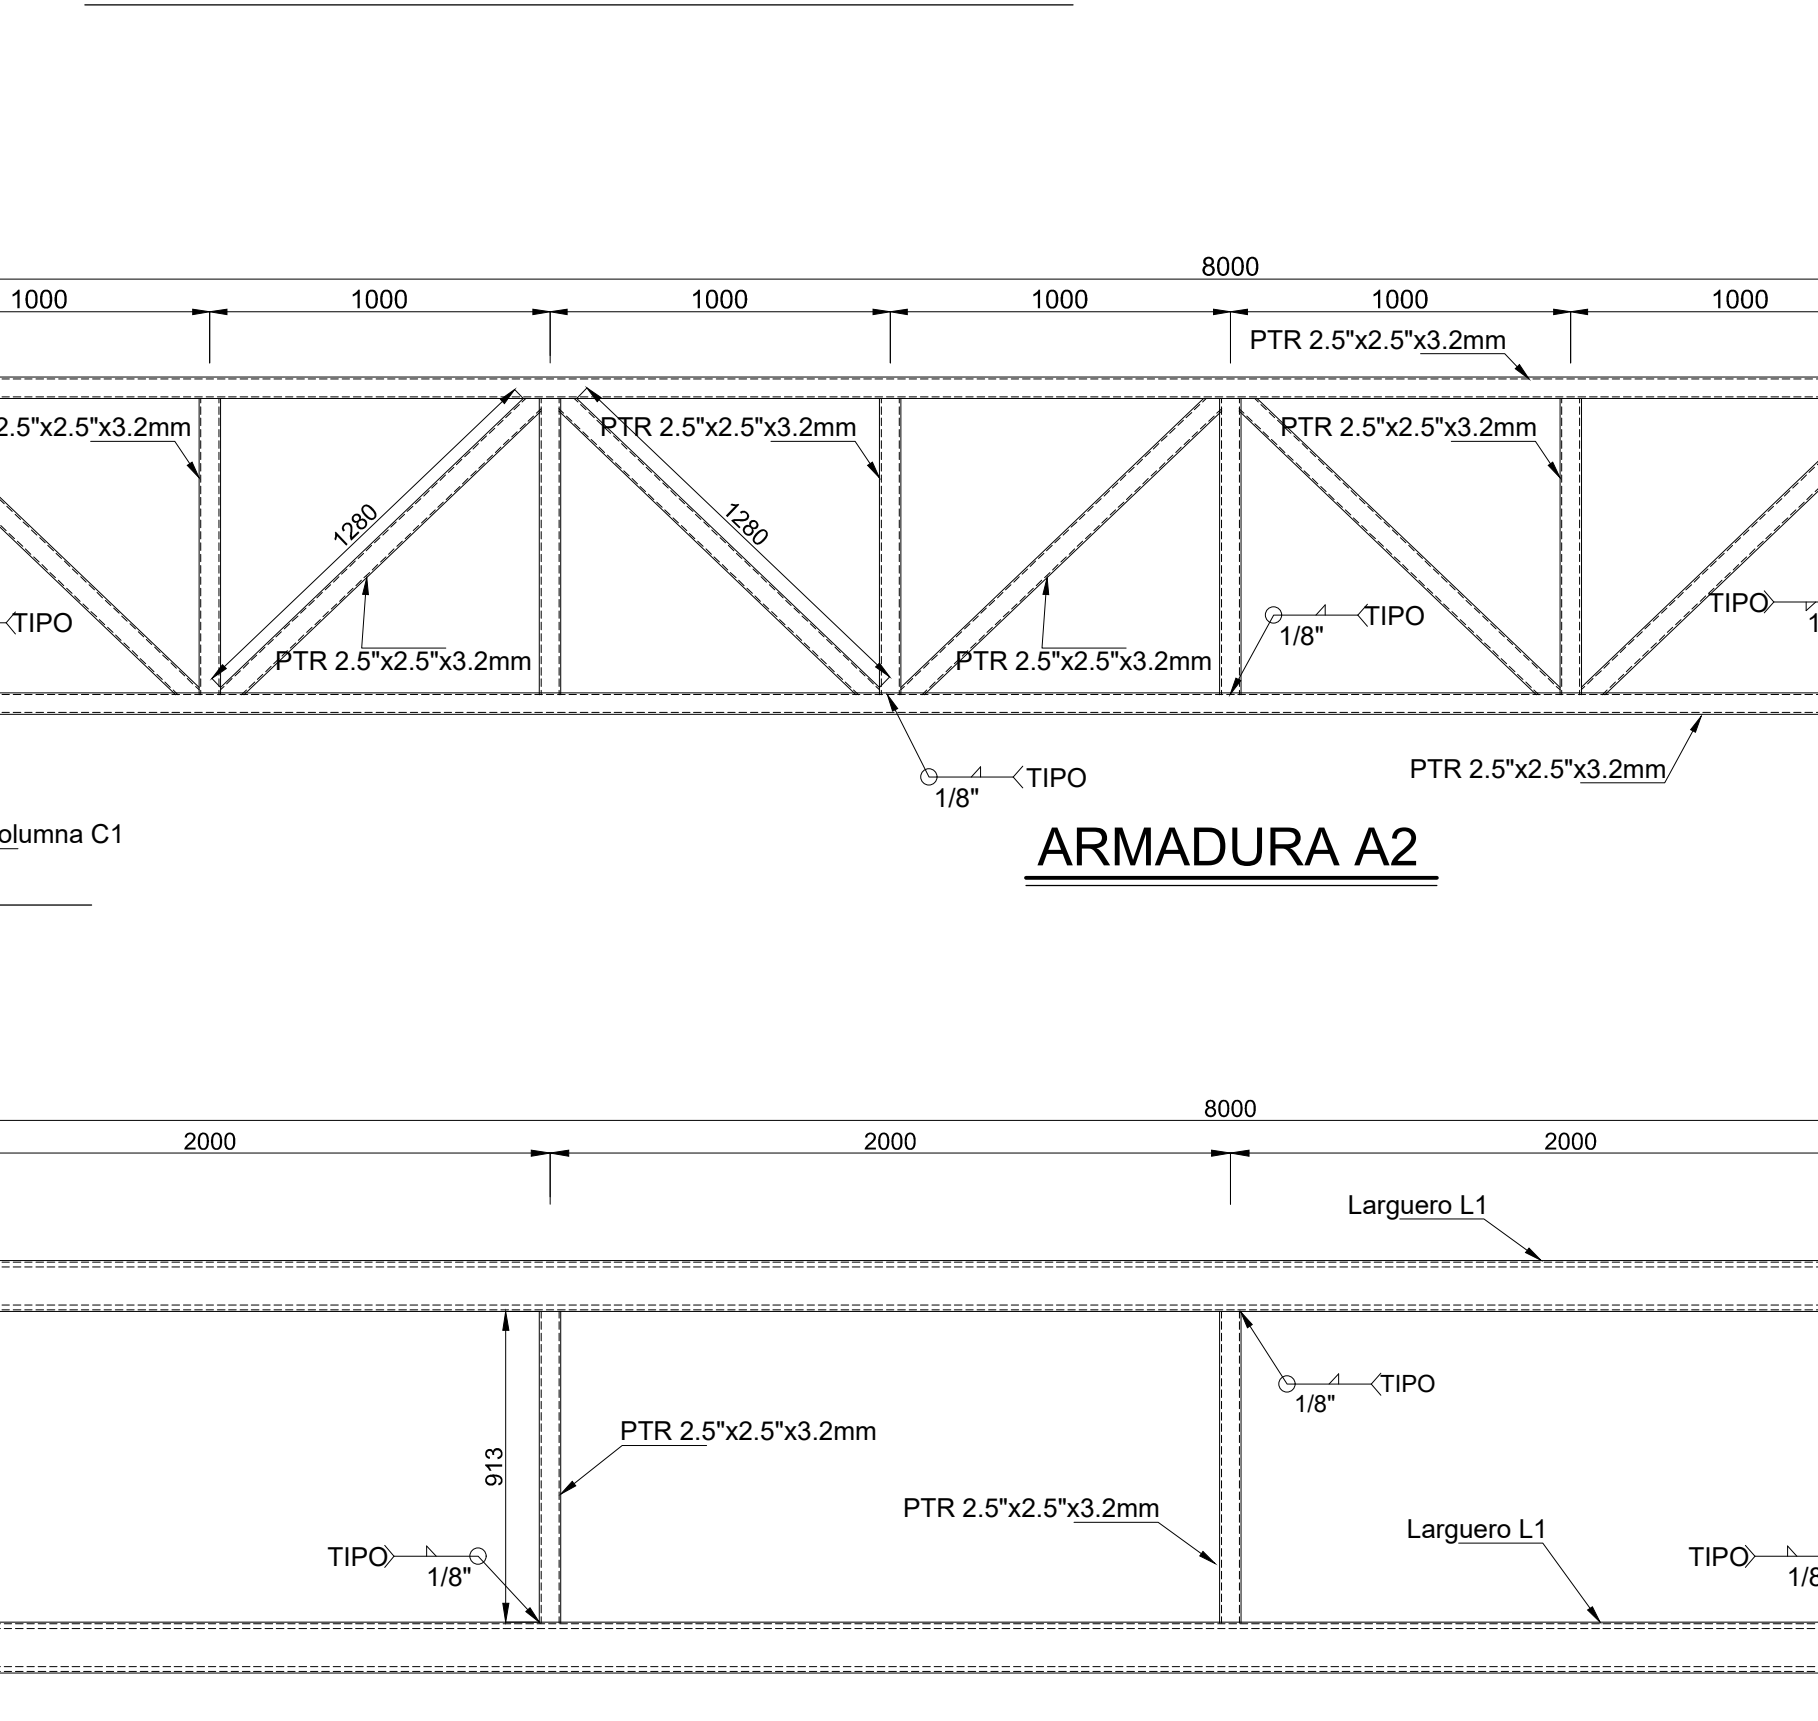 8000
1000
1000
1000
1000
1000
1000
PTR 2.5"x2.5"x3.2mm
2.5"x2.5"x3.2mm
PTR 2.5"x2.5"x3.2mm
PTR 2.5"x2.5"x3.2mm
1280
1280
TIPO
TIPO
TIPO
1/8"
PTR 2.5"x2.5"x3.2mm
PTR 2.5"x2.5"x3.2mm
PTR 2.5"x2.5"x3.2mm
TIPO
1/8"
olumna C1
ARMADURA A2
8000
2000
2000
2000
Larguero L1
TIPO
1/8"
PTR 2.5"x2.5"x3.2mm
913
PTR 2.5"x2.5"x3.2mm
Larguero L1
TIPO
1/8"
TIPO
1/8